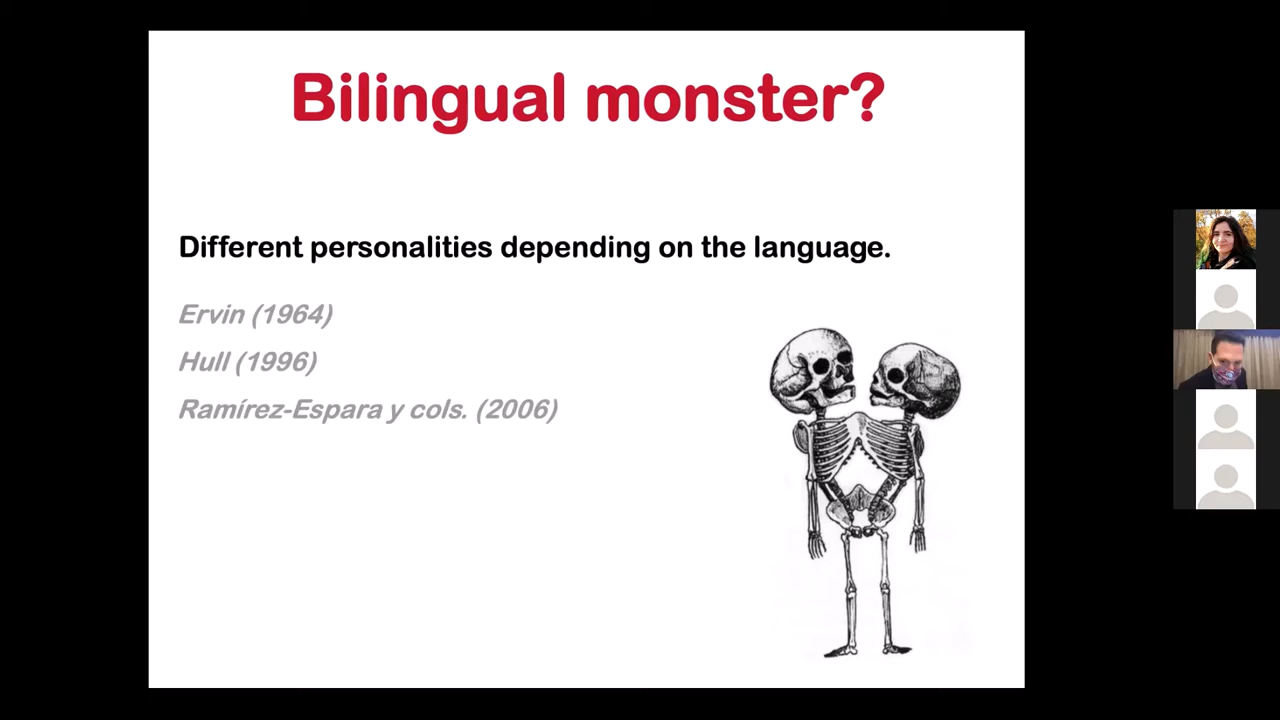 Bilingual monster?
Different personalities depending on the language.
Ervin (1964)
Hull (1996)
Ramírez-Espara y cols. (2006)